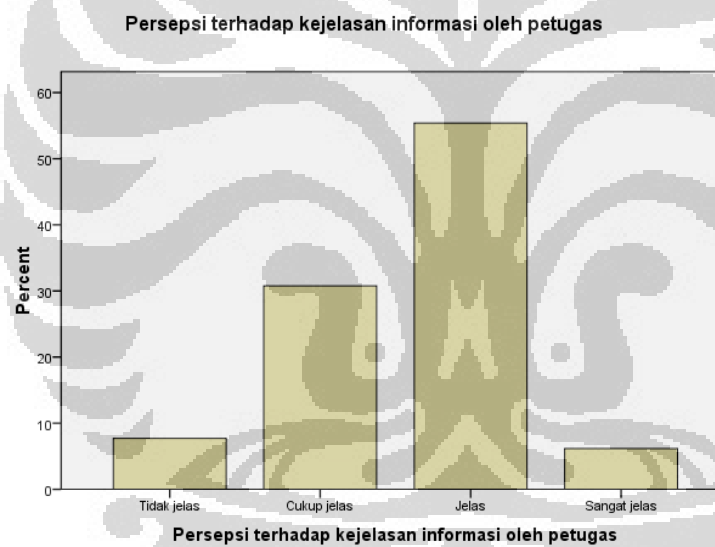 Persepsi terhadap kejelasan informasi oleh petugas
60
50
40
30
20
10
0
Percent
Tidak jelas Cukup jelas Jelas Sangat jelas
Persepsi terhadap kejelasan informasi oleh petugas